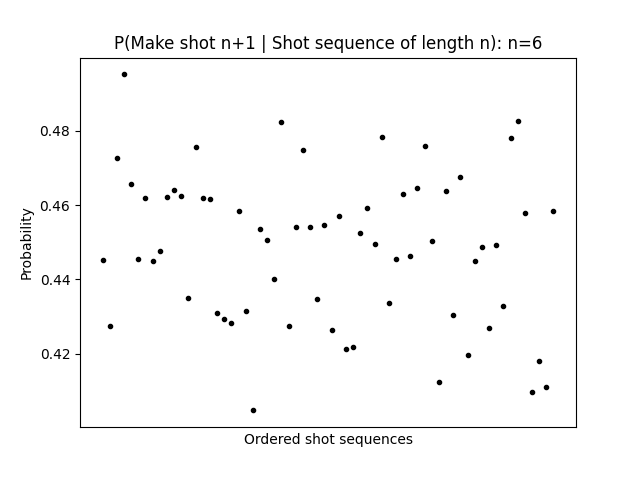 P(Make shot n+1 | Shot sequence of length n): n=6
0.48
0.46
0.44
0.42
Probability
Ordered shot sequences